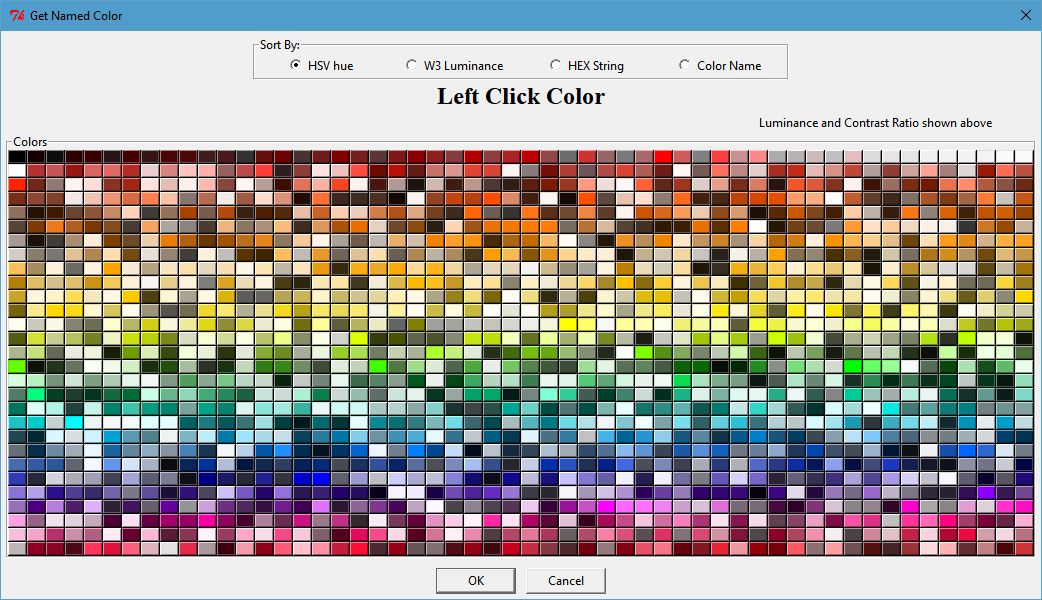 Get Named Color
Sort By:
HSV hue W3 Luminance HEX String Color Name
Left Click Color
Luminance and Contrast Ratio shown above
Colors
OK Cancel